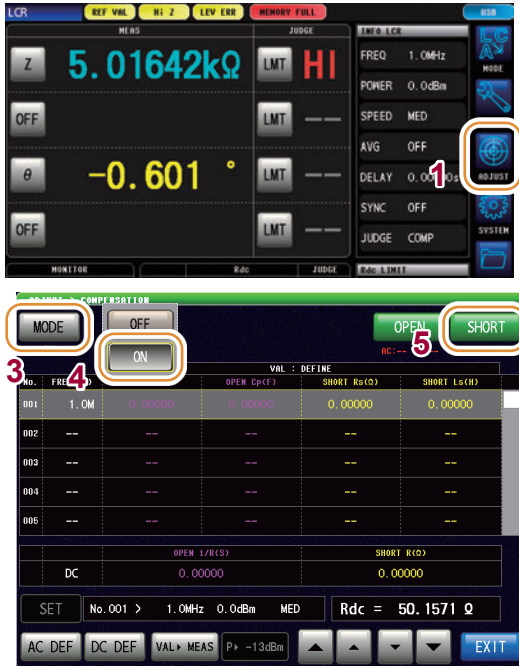 LCR REF VAL Hi Z LEV ERR MEMORY FULL USB
MEAS JUDGE INFO LCR
Z 5.01642kΩ LMT HI
FREQ 1.0MHz
LC
MODE
POWER 0.0dBm
OFF LMT -- SPEED MED
AVG OFF
θ -0.601 ° LMT --
1
DELAY 0.00 0s
ADJUST
SYNC OFF
OFF LMT --
SYSTEM
JUDGE COMP
MONITOR Rdc JUDGE Rdc LIMIT
ADJUST > COMPENSATION
MODE OFF OPEN SHORT
5
AC:--
3 4 ON
VAL : DEFINE
No. OPEN Cp(F) SHORT Rs(Ω) SHORT Ls(H)
001 1.0M 0.00000 0.00000 0.00000 0.00000
002 -- -- -- -- --
003 -- -- -- -- --
004 -- -- -- -- --
005 -- -- -- -- --
OPEN 1/R(S) SHORT R(Ω)
DC 0.00000 0.00000
SET No.001 > 1.0MHz 0.0dBm MED Rdc = 50.1571 Ω
AC DEF DC DEF VAL▸ MEAS P▸ -13dBm ▲ ▲ ▼ ▼ EXIT